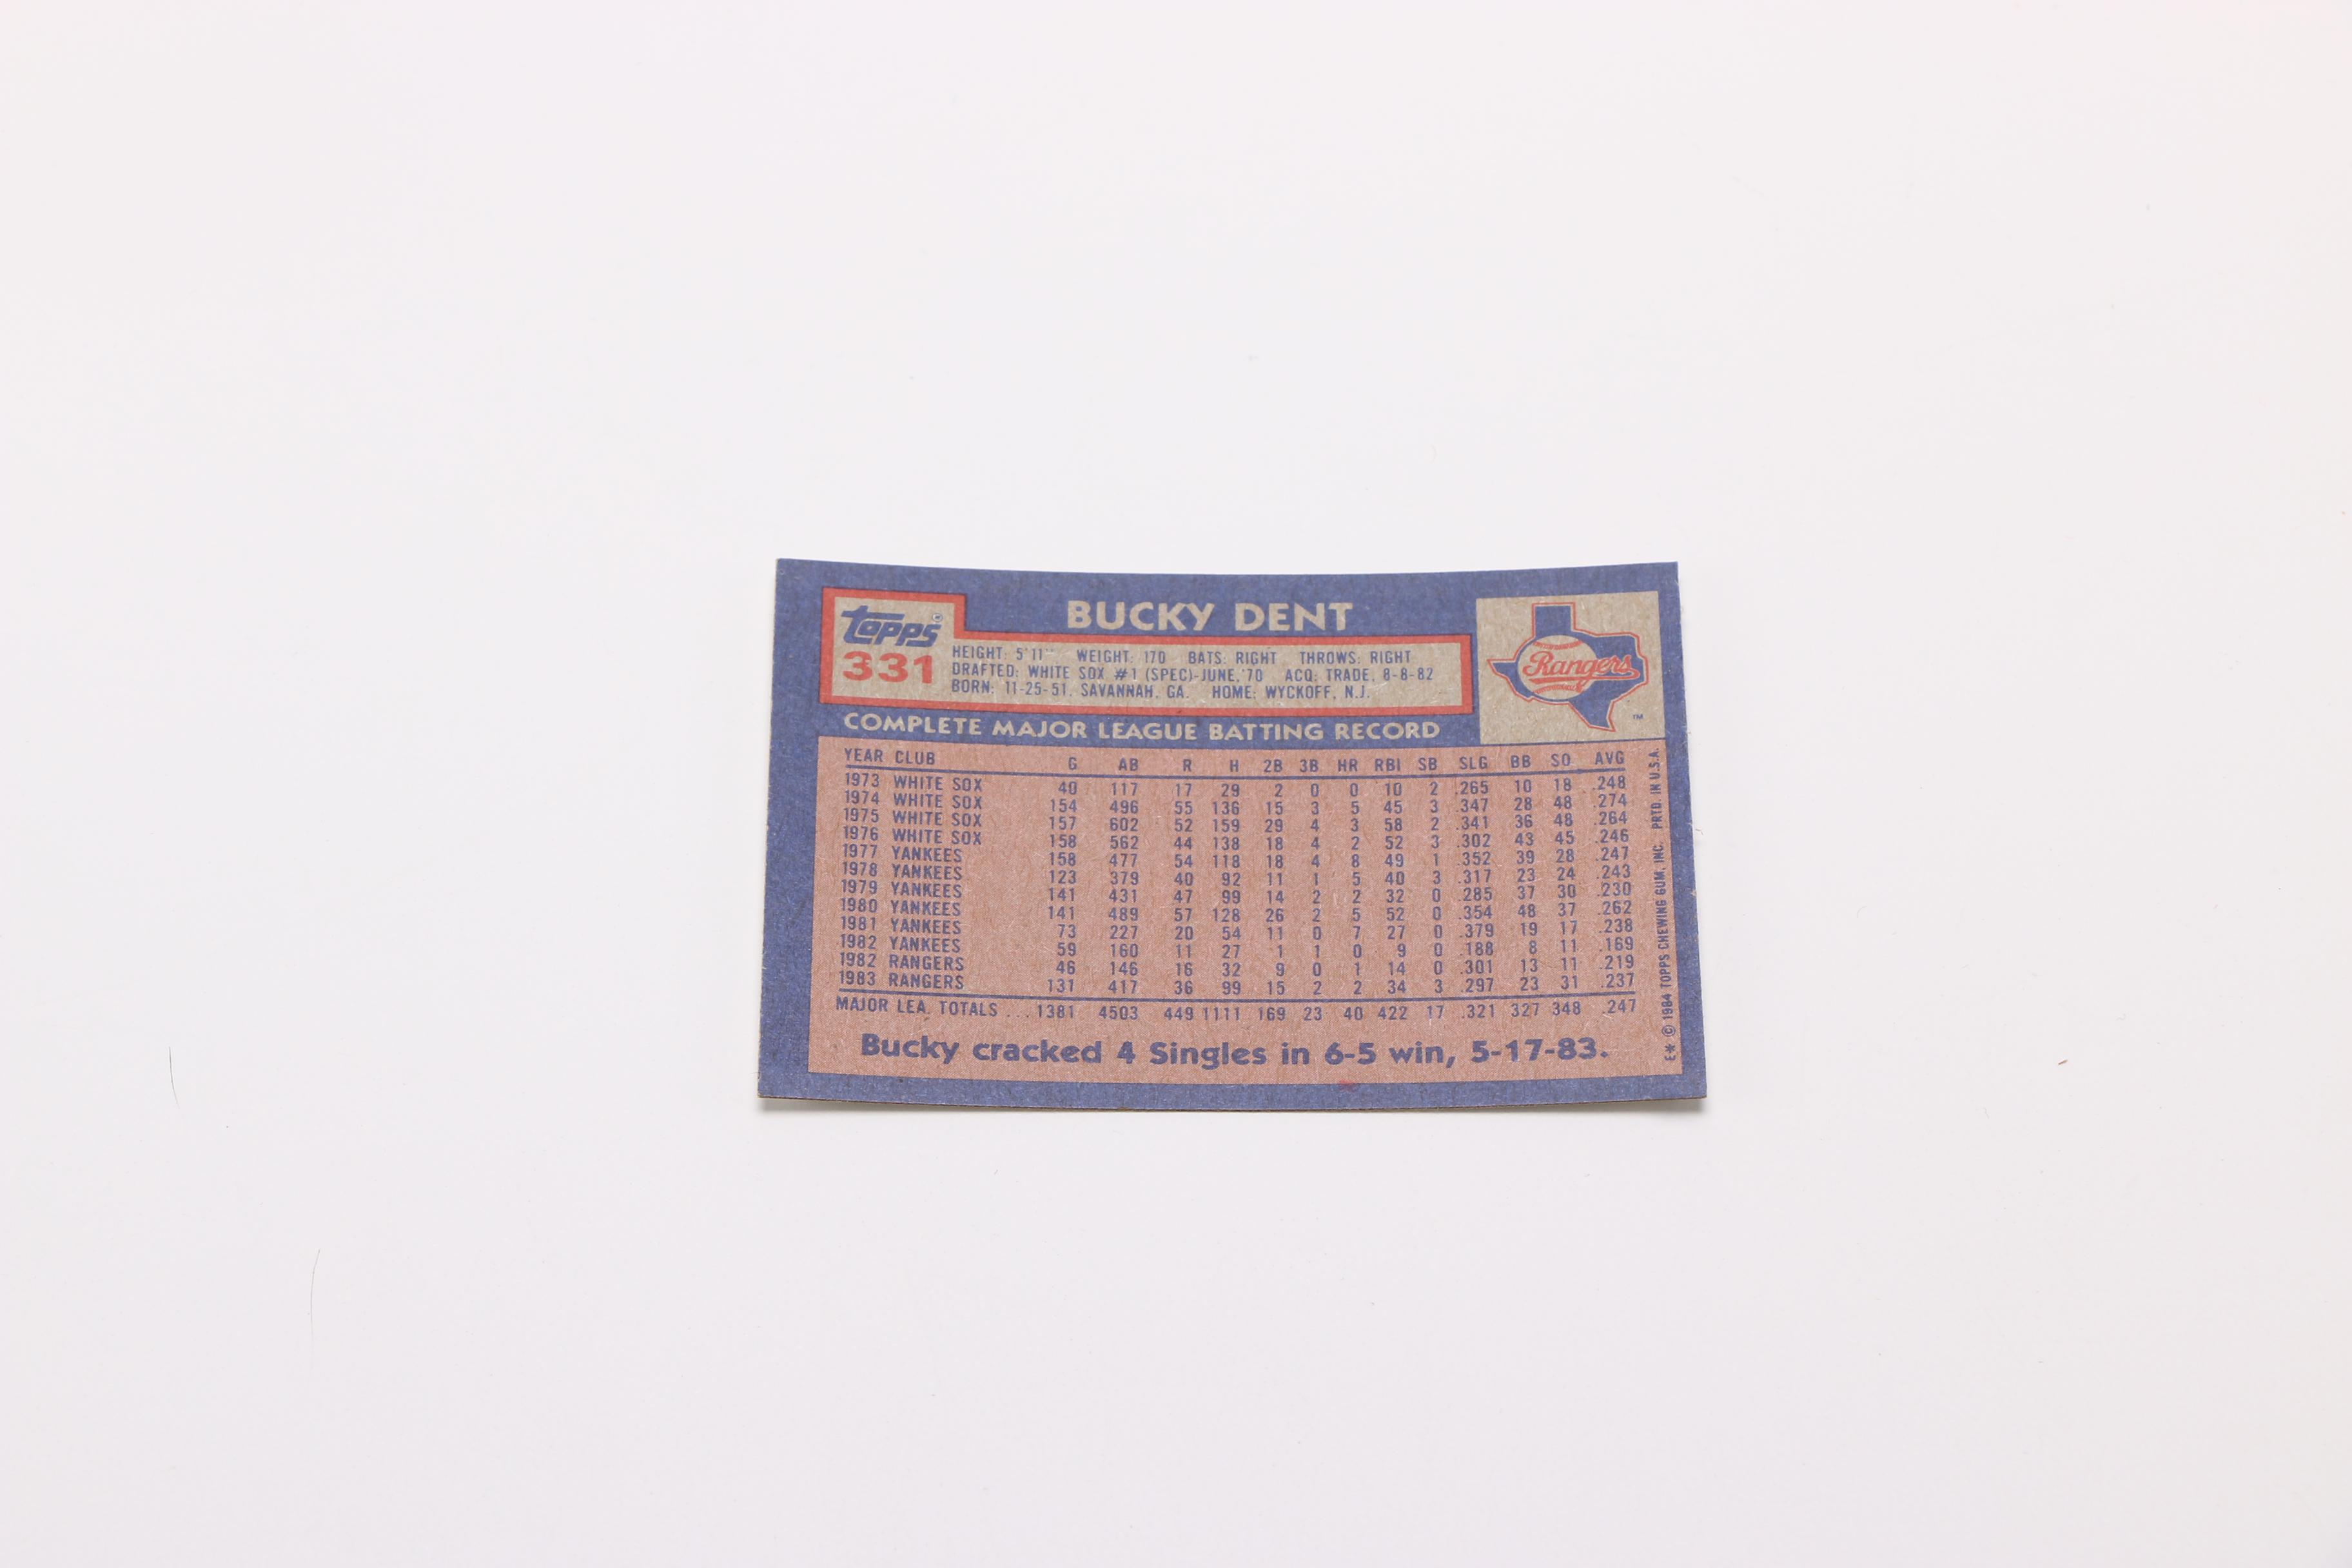 BUCKY DENT
topps
331
HEIGHT: 5'11" WEIGHT: 170 BATS: RIGHT THROWS: RIGHT
DRAFTED: WHITE SOX #1 (SPEC)-JUNE,'70 ACQ: TRADE, 8-8-82
BORN: 11-25-51, SAVANNAH, GA. HOME: WYCKOFF, N.J.
Rangers
TM
COMPLETE MAJOR LEAGUE BATTING RECORD
YEAR CLUB G AB R H 2B 3B HR RBI SB SLG BB SO AVG
1973 WHITE SOX 40 117 17 29 2 0 0 10 2 .265 10 18 .248
1974 WHITE SOX 154 496 55 136 15 3 5 45 3 .347 28 48 .274
1975 WHITE SOX 157 602 52 159 29 4 3 58 2 .341 36 48 .264
1976 WHITE SOX 158 562 44 138 18 4 2 52 3 .302 43 45 .246
1977 YANKEES 158 477 54 118 18 4 8 49 1 .352 39 28 .247
1978 YANKEES 123 379 40 92 11 1 5 40 3 .317 23 24 .243
1979 YANKEES 141 431 47 99 14 2 2 32 0 .285 37 30 .230
1980 YANKEES 141 489 57 128 26 2 5 52 0 .354 48 37 .262
1981 YANKEES 73 227 20 54 11 0 7 27 0 .379 19 17 .238
1982 YANKEES 59 160 11 27 1 1 0 9 0 .188 8 11 .169
1982 RANGERS 46 146 16 32 9 0 1 14 0 .301 13 11 .219
1983 RANGERS 131 417 36 99 15 2 2 34 3 .297 23 31 .237
MAJOR LEA. TOTALS ... 1381 4503 449 1111 169 23 40 422 17 .321 327 348 .247
Bucky cracked 4 Singles in 6-5 win, 5-17-83.
E* © 1984 TOPPS CHEWING GUM, INC. PRTD. IN U.S.A.